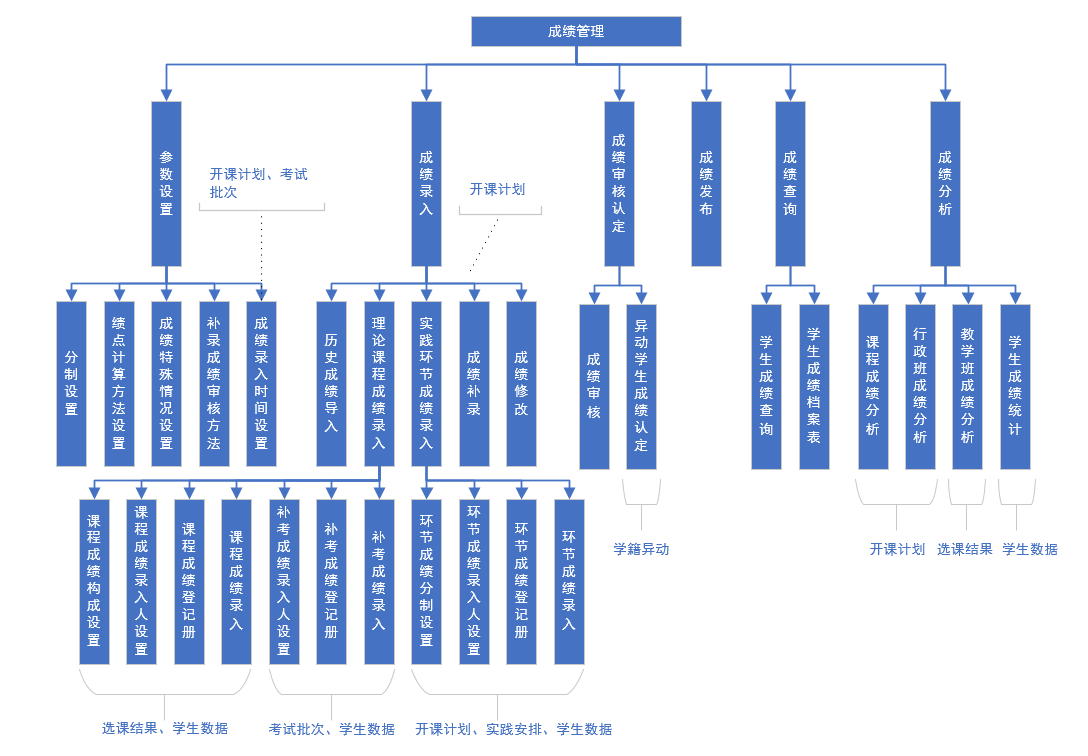 成绩管理
参数设置
开课计划、考试
批次
成绩录入
开课计划
成绩审核认定
成绩发布
成绩查询
成绩分析
分制设置
绩点计算方法设置
成绩特殊情况设置
补录成绩审核方法
成绩录入时间设置
历史成绩导入
理论课程成绩录入
实践环节成绩录入
成绩补录
成绩修改
成绩审核
异动学生成绩认定
学生成绩查询
学生成绩档案表
课程成绩分析
行政班成绩分析
教学班成绩分析
学生成绩统计
课程成绩构成设置
课程成绩录入人设置
课程成绩登记册
课程成绩录入
补考成绩录入人设置
补考成绩登记册
补考成绩录入
环节成绩分制设置
环节成绩录入人设置
环节成绩登记册
环节成绩录入
学籍异动
开课计划
选课结果
学生数据
选课结果、学生数据
考试批次、学生数据
开课计划、实践安排、学生数据